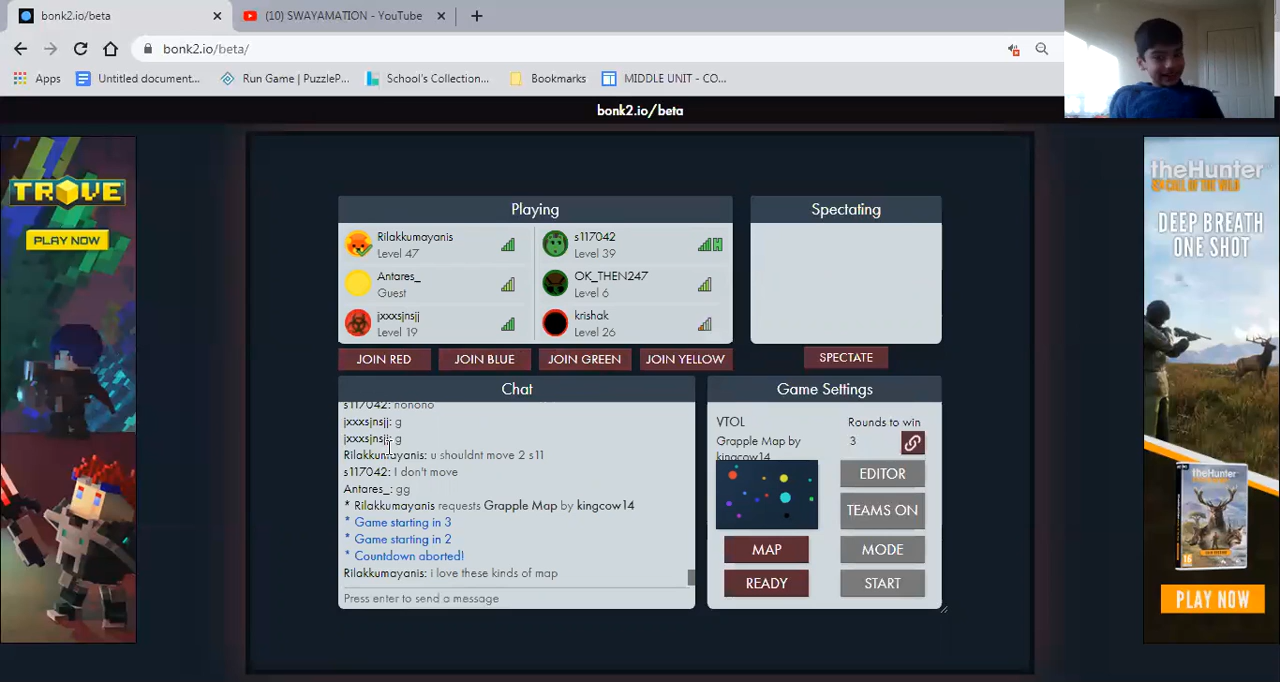 bonk2.io/beta
(10) SWAYAMATION - YouTube
bonk2.io/beta/
Apps
Untitled document...
Run Game | PuzzleP...
School's Collection...
Bookmarks
MIDDLE UNIT - CO...
bonk2.io/beta
TROVE
PLAY NOW
Playing
Rilakkumayanis
Level 47
s117042
Level 39
Antares_
Guest
OK_THEN247
Level 6
jxxxsjnsjj
Level 19
krishak
Level 26
JOIN RED
JOIN BLUE
JOIN GREEN
JOIN YELLOW
Spectating
SPECTATE
Chat
s117042: nonono
jxxxsjnsjj: g
jxxxsjnsjj: g
Rilakkumayanis: u shouldnt move 2 s11
s117042: I don't move
Antares_: gg
* Rilakkumayanis requests Grapple Map by kingcow14
* Game starting in 3
* Game starting in 2
* Countdown aborted!
Rilakkumayanis: i love these kinds of map
Press enter to send a message
Game Settings
VTOL
Grapple Map by
kingcow14
Rounds to win
3
EDITOR
TEAMS ON
MAP
MODE
READY
START
theHunter
CALL OF THE WILD
DEEP BREATH
ONE SHOT
theHunter
PLAY NOW